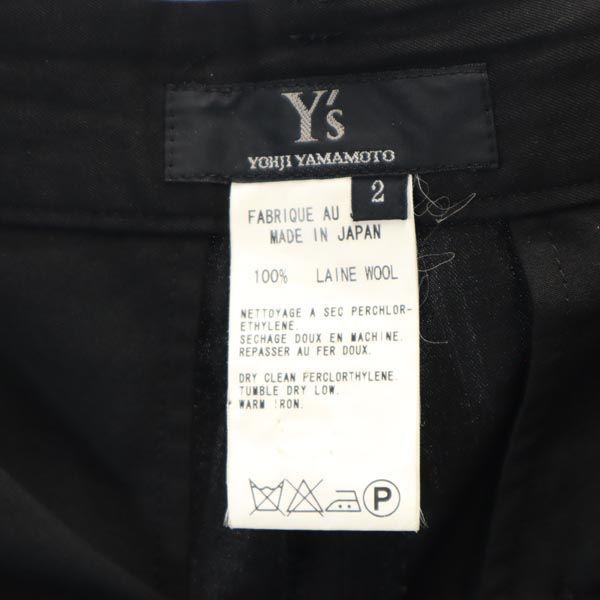 Y's
YOHJI YAMAMOTO
2
FABRIQUE AU
MADE IN JAPAN
100% LAINE WOOL
NETTOYAGE A SEC PERCHLOR-
ETHYLENE.
SECHAGE DOUX EN MACHINE.
REPASSER AU FER DOUX.
DRY CLEAN PERCLORTHYLENE.
TUMBLE DRY LOW.
WARM IRON.
P